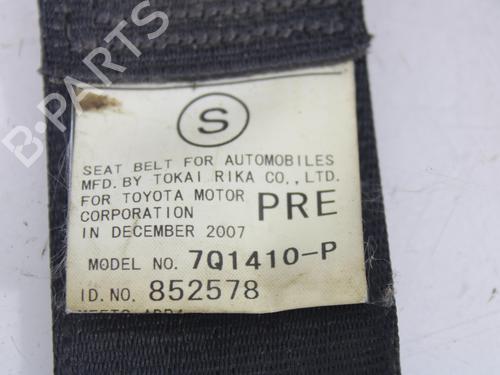 B-PARTS
S
SEAT BELT FOR AUTOMOBILES
MFD. BY TOKAI RIKA CO., LTD.
FOR TOYOTA MOTOR
CORPORATION PRE
IN DECEMBER 2007
MODEL NO. 7Q1410-P
ID. NO. 852578